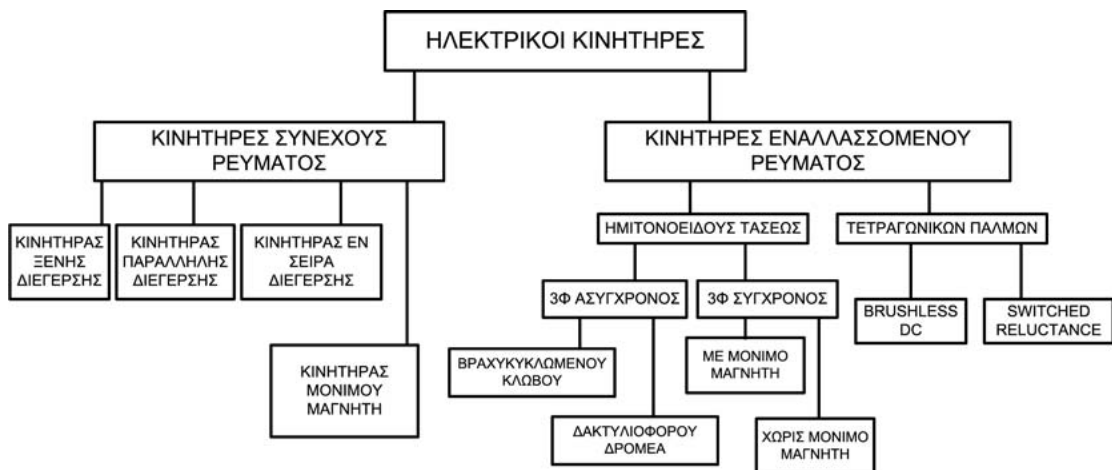 ΗΛΕΚΤΡΙΚΟΙ ΚΙΝΗΤΗΡΕΣ
ΚΙΝΗΤΗΡΕΣ ΣΥΝΕΧΟΥΣ
ΡΕΥΜΑΤΟΣ
ΚΙΝΗΤΗΡΕΣ ΕΝΑΛΛΑΣΣΟΜΕΝΟΥ
ΡΕΥΜΑΤΟΣ
ΚΙΝΗΤΗΡΑΣ
ΞΕΝΗΣ
ΔΙΕΓΕΡΣΗΣ
ΚΙΝΗΤΗΡΑΣ
ΠΑΡΑΛΛΗΛΗΣ
ΔΙΕΓΕΡΣΗΣ
ΚΙΝΗΤΗΡΑΣ ΕΝ
ΣΕΙΡΑ
ΔΙΕΓΕΡΣΗΣ
ΚΙΝΗΤΗΡΑΣ
ΜΟΝΙΜΟΥ
ΜΑΓΝΗΤΗ
ΗΜΙΤΟΝΟΕΙΔΟΥΣ ΤΑΣΕΩΣ
ΤΕΤΡΑΓΩΝΙΚΩΝ ΠΑΛΜΩΝ
3Φ ΑΣΥΓΧΡΟΝΟΣ
3Φ ΣΥΓΧΡΟΝΟΣ
BRUSHLESS
DC
SWITCHED
RELUCTANCE
ΒΡΑΧΥΚΥΚΛΩΜΕΝΟΥ
ΚΛΩΒΟΥ
ΜΕ ΜΟΝΙΜΟ
ΜΑΓΝΗΤΗ
ΔΑΚΤΥΛΙΟΦΟΡΟΥ
ΔΡΟΜΕΑ
ΧΩΡΙΣ ΜΟΝΙΜΟ
ΜΑΓΝΗΤΗ